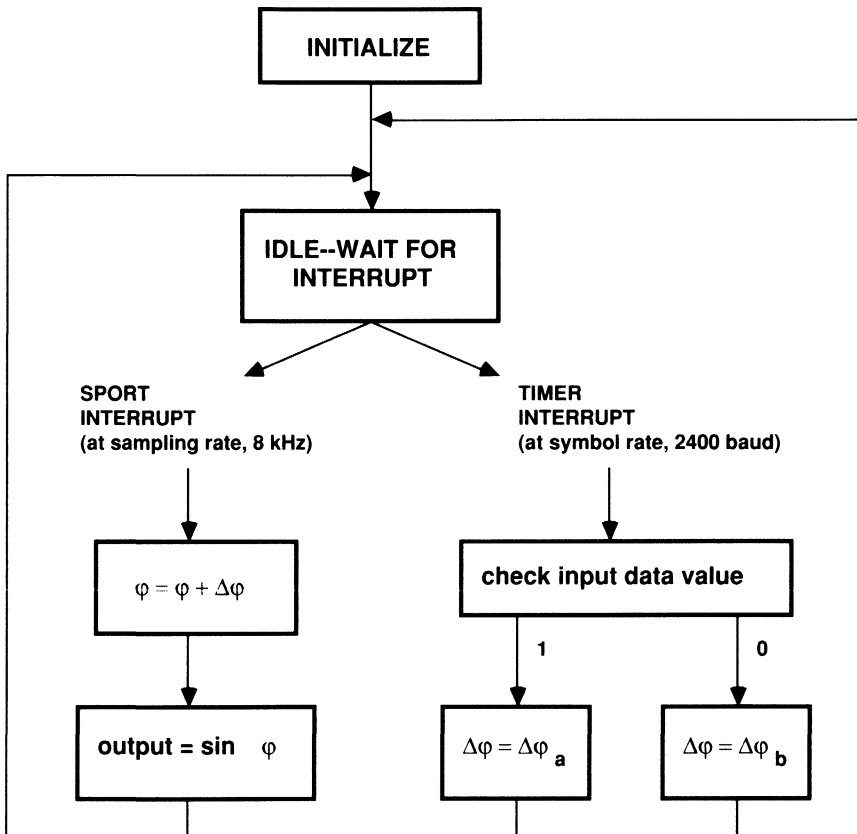 INITIALIZE
IDLE--WAIT FOR
INTERRUPT
SPORT
INTERRUPT
(at sampling rate, 8 kHz)
TIMER
INTERRUPT
(at symbol rate, 2400 baud)
φ = φ + Δφ
check input data value
1
0
output = sin φ
Δφ = Δφ a
Δφ = Δφ b